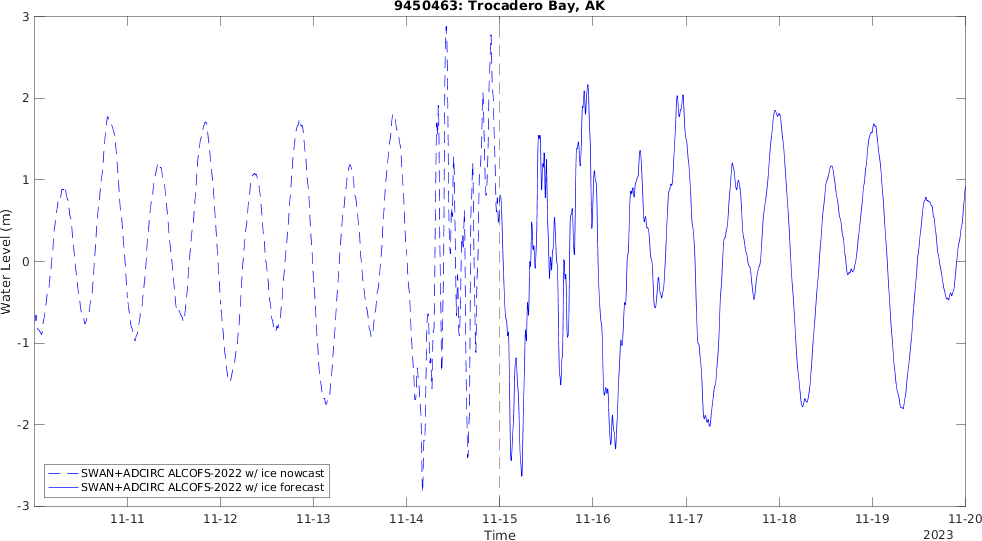 9450463: Trocadero Bay, AK
3
2
1
0
-1
-2
-3
Water Level (m)
SWAN+ADCIRC ALCOFS-2022 w/ ice nowcast
SWAN+ADCIRC ALCOFS-2022 w/ ice forecast
11-11 11-12 11-13 11-14 11-15 11-16 11-17 11-18 11-19 11-20
Time
2023